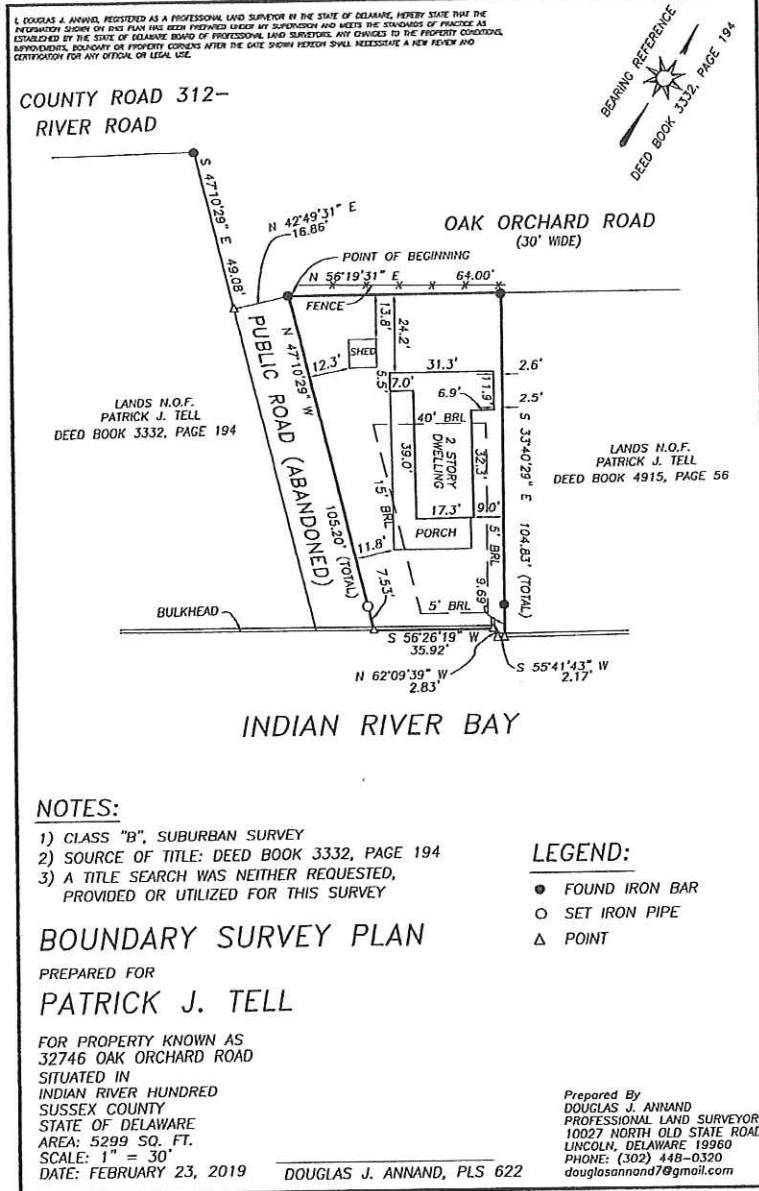 I, DOUGLAS J. ANNAND, REGISTERED AS A PROFESSIONAL LAND SURVEYOR IN THE STATE OF DELAWARE, HEREBY STATE THAT THE
INFORMATION SHOWN ON THIS PLAN HAS BEEN PREPARED UNDER MY SUPERVISION AND MEETS THE STANDARDS OF PRACTICE AS
ESTABLISHED BY THE STATE OF DELAWARE BOARD OF PROFESSIONAL LAND SURVEYORS. ANY CHANGES TO THE PROPERTY CONDITIONS,
IMPROVEMENTS, BOUNDARY OR PROPERTY CORNERS AFTER THE DATE SHOWN HEREON SHALL NECESSITATE A NEW REVIEW AND
CERTIFICATION FOR ANY OFFICIAL OR LEGAL USE.
BEARING REFERENCE
DEED BOOK 3332, PAGE 194
COUNTY ROAD 312-
RIVER ROAD
S 47°10'29" E 49.08'
N 42°49'31" E
16.86'
OAK ORCHARD ROAD
(30' WIDE)
POINT OF BEGINNING
N 56°19'31" E 64.00'
FENCE
PUBLIC ROAD (ABANDONED)
N 47°10'29" W 105.20' (TOTAL)
12.3'
SHED
13.8'
24.2'
31.3'
5.5'
7.0'
11.9'
2.6'
6.9'
2.5'
40' BRL
LANDS N.O.F.
PATRICK J. TELL
DEED BOOK 3332, PAGE 194
39.0'
2 STORY
DWELLING
32.3'
S 33°40'29" E 104.83' (TOTAL)
LANDS N.O.F.
PATRICK J. TELL
DEED BOOK 4915, PAGE 56
15' BRL
17.3'
9.0'
PORCH
5' BRL
11.8'
7.53'
9.69'
5' BRL
BULKHEAD
S 56°26'19" W
35.92'
N 62°09'39" W
2.83'
S 55°41'43" W
2.17'
INDIAN RIVER BAY
NOTES:
1) CLASS "B", SUBURBAN SURVEY
2) SOURCE OF TITLE: DEED BOOK 3332, PAGE 194
3) A TITLE SEARCH WAS NEITHER REQUESTED,
PROVIDED OR UTILIZED FOR THIS SURVEY
LEGEND:
FOUND IRON BAR
SET IRON PIPE
POINT
BOUNDARY SURVEY PLAN
PREPARED FOR
PATRICK J. TELL
FOR PROPERTY KNOWN AS
32746 OAK ORCHARD ROAD
SITUATED IN
INDIAN RIVER HUNDRED
SUSSEX COUNTY
STATE OF DELAWARE
AREA: 5299 SQ. FT.
SCALE: 1" = 30'
DATE: FEBRUARY 23, 2019
DOUGLAS J. ANNAND, PLS 622
Prepared By
DOUGLAS J. ANNAND
PROFESSIONAL LAND SURVEYOR
10027 NORTH OLD STATE ROAD
LINCOLN, DELAWARE 19960
PHONE: (302) 448-0320
douglasannand7@gmail.com